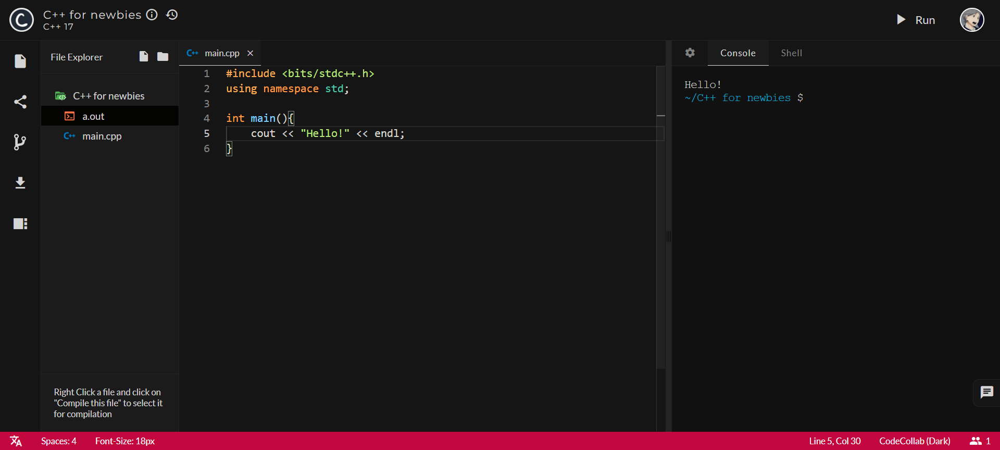 C++ for newbies
C++ 17
Run
File Explorer
C++ for newbies
a.out
C++ main.cpp
Right Click a file and click on
"Compile this file" to select it
for compilation
C++ main.cpp
1 #include <bits/stdc++.h>
2 using namespace std;
3
4 int main(){
5 cout << "Hello!" << endl;
6 }
Console
Shell
Hello!
~/C++ for newbies $
Spaces: 4
Font-Size: 18px
Line 5, Col 30
CodeCollab (Dark)
1